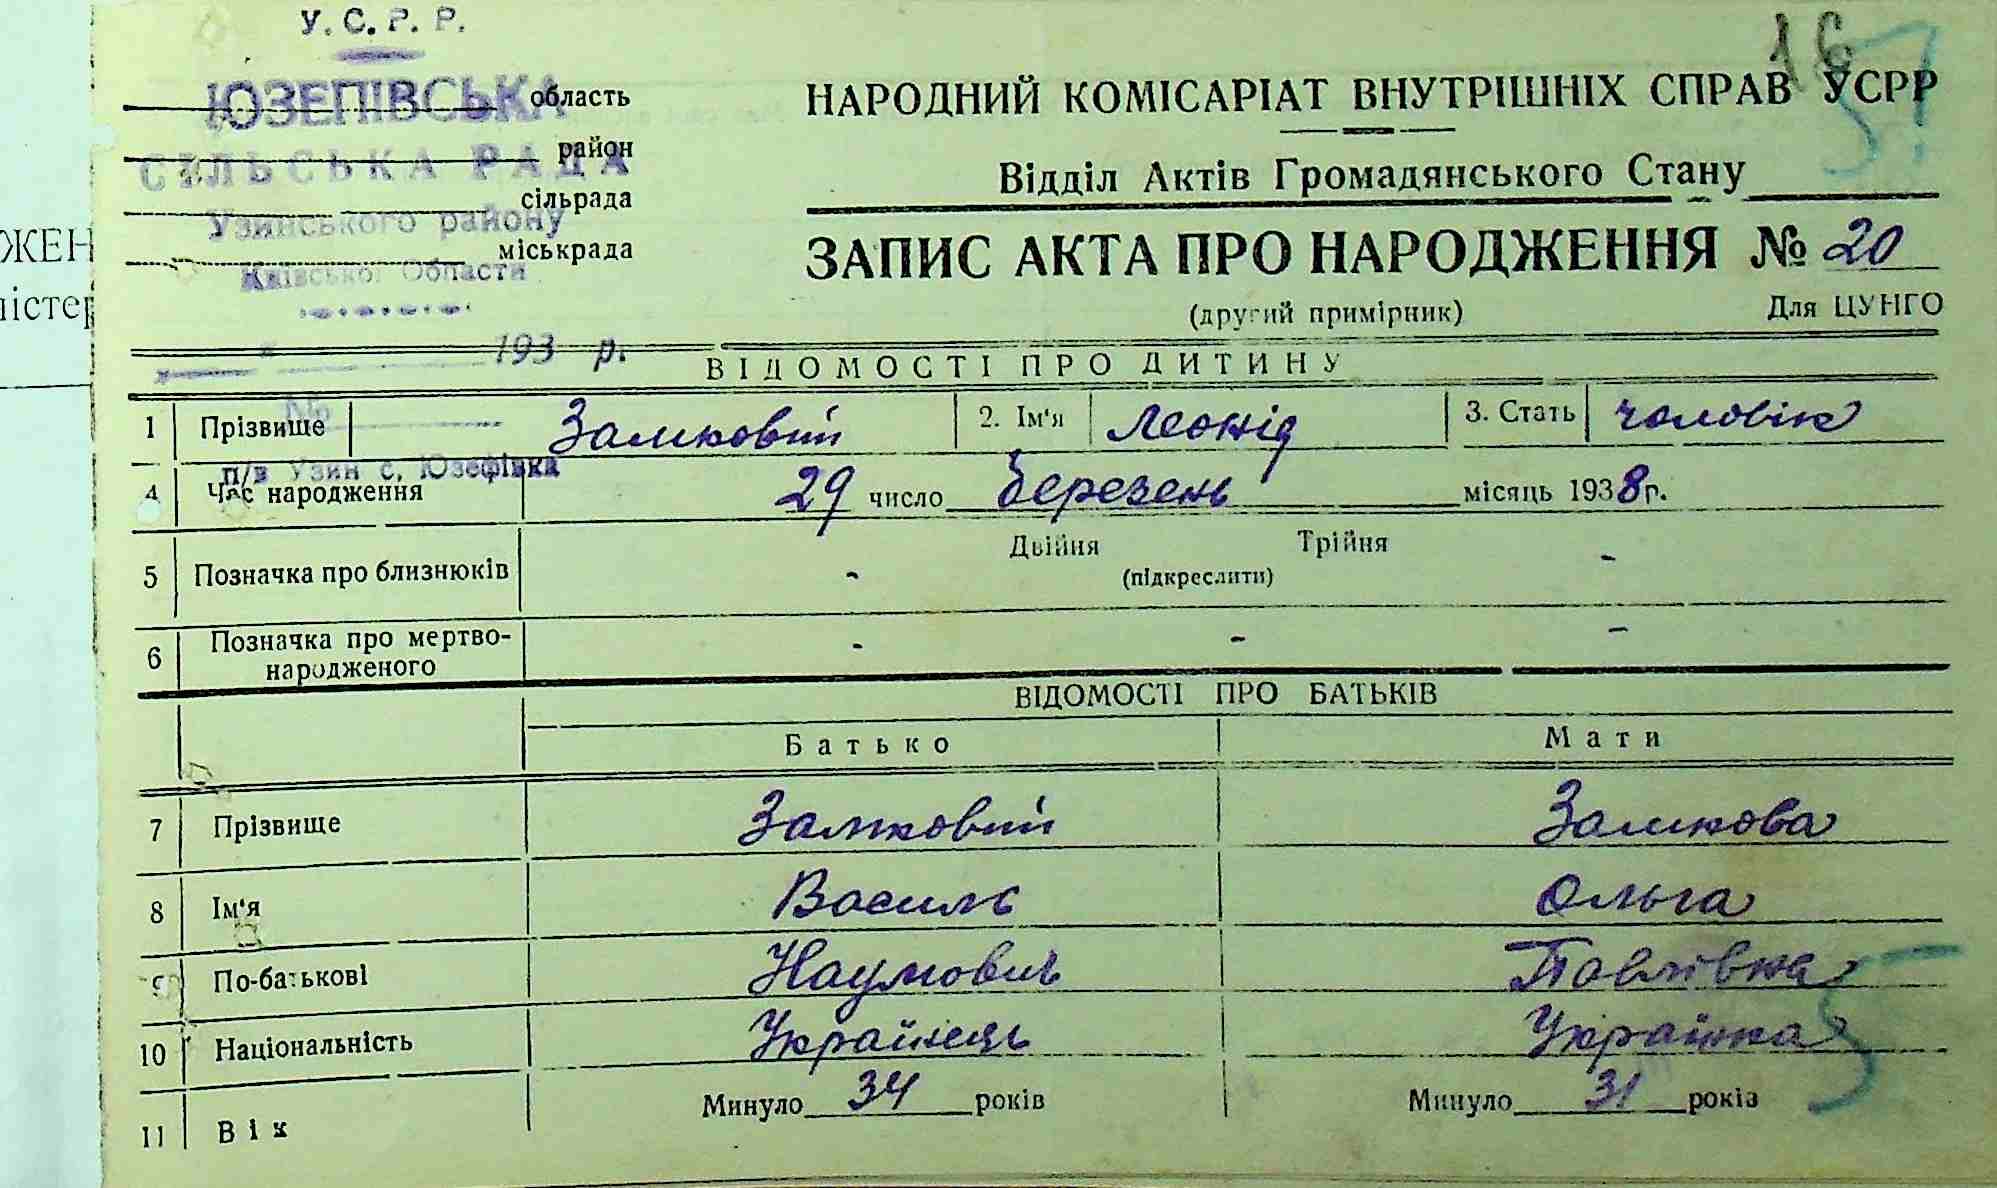 У. С. Р. Р.
ЮЗЕПІВСЬКА область
СІЛЬСЬКА РАДА район
сільрада
Узинського району
міськрада
Київської Області
193 р.
№
п/в Узин с. Юзефівка
ЖЕН
істер
16
57
НАРОДНИЙ КОМІСАРІАТ ВНУТРІШНІХ СПРАВ УСРР
Відділ Актів Громадянського Стану
ЗАПИС АКТА ПРО НАРОДЖЕННЯ № 20
(другий примірник) Для ЦУНГО
ВІДОМОСТІ ПРО ДИТИНУ
1 Прізвище Замковий 2. Ім'я Леонід 3. Стать чоловік
4 Час народження 29 число березень місяць 1938 г.
5 Позначка про близнюків - Двійня Трійня -
(підкреслити)
6 Позначка про мертво- - - -
народженого
ВІДОМОСТІ ПРО БАТЬКІВ
Батько Мати
7 Прізвище Замковий Замкова
8 Ім'я Василь Ольга
9 По-батькові Наумович Павлівна
10 Національність Українець Українка
11 Вік Минуло 34 років Минуло 31 років
5